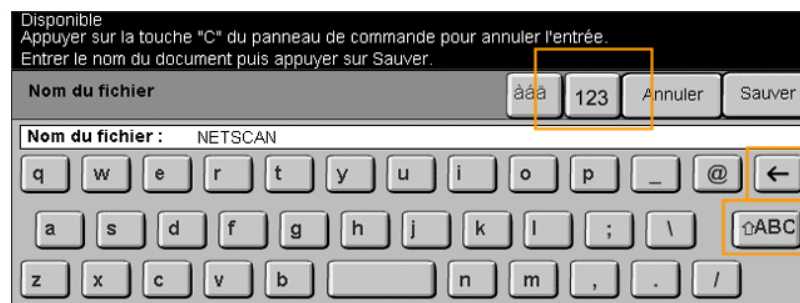 Disponible
Appuyer sur la touche "C" du panneau de commande pour annuler l'entrée.
Entrer le nom du document puis appuyer sur Sauver.
Nom du fichier àáã 123 Annuler Sauver
Nom du fichier : NETSCAN
q w e r t y u i o p _ @ ←
a s d f g h j k l ; \ ⇧ABC
z x c v b n m , . /